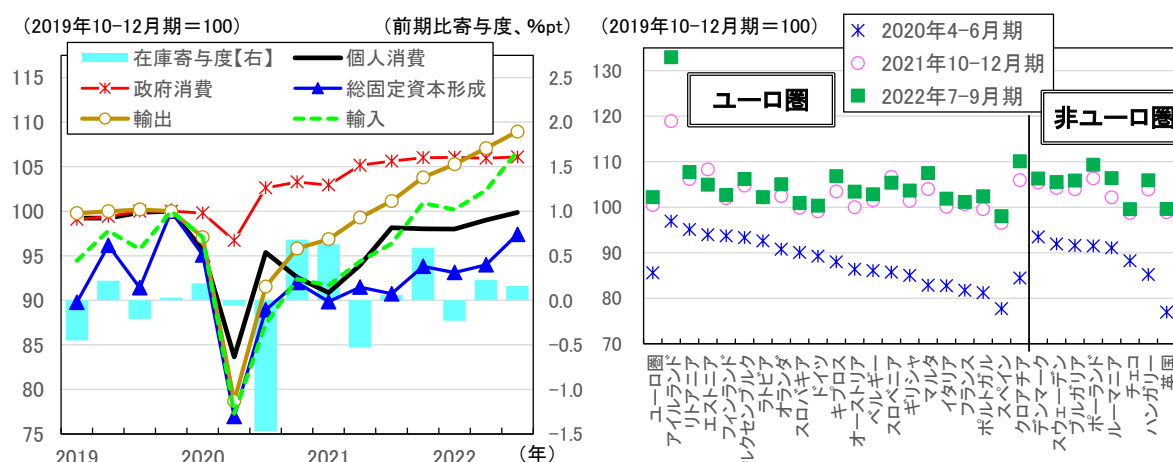 (2019年10-12月期=100)
(前期比寄与度、%pt)
在庫寄与度【右】
個人消費
政府消費
総固定資本形成
輸出
輸入
115
110
105
100
95
90
85
80
75
2.5
2.0
1.5
1.0
0.5
0.0
-0.5
-1.0
-1.5
2019
2020
2021
2022
(年)
(2019年10-12月期=100)
2020年4-6月期
2021年10-12月期
2022年7-9月期
ユーロ圏
非ユーロ圏
130
120
110
100
90
80
70
ユーロ圏
アイルランド
リトアニア
エストニア
フィンランド
ルクセンブルク
ラトビア
オランダ
スロバキア
ドイツ
キプロス
オーストリア
ベルギー
スロベニア
ギリシャ
マルタ
イタリア
フランス
ポルトガル
スペイン
クロアチア
デンマーク
スウェーデン
ブルガリア
ポーランド
ルーマニア
チェコ
ハンガリー
英国